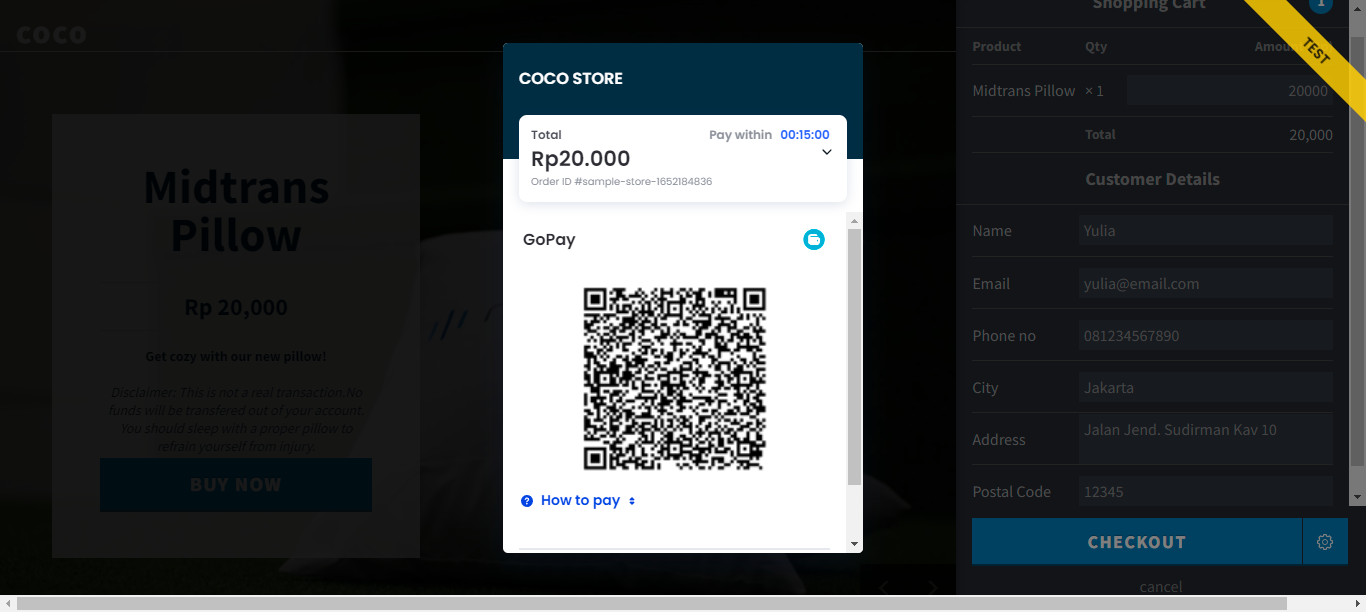 coco
Midtrans
Pillow
Rp 20,000
Get cozy with our new pillow!
Disclaimer: This is not a real transaction.No
funds will be transfered out of your account.
You should sleep with a proper pillow to
refrain yourself from injury.
BUY NOW
COCO STORE
Total
Pay within 00:15:00
Rp20.000
Order ID #sample-store-1652184836
GoPay
How to pay
Shopping Cart 1
Product Qty
TEST
Midtrans Pillow × 1 20000
Total 20,000
Customer Details
Name Yulia
Email yulia@email.com
Phone no 081234567890
City Jakarta
Address Jalan Jend. Sudirman Kav 10
Postal Code 12345
CHECKOUT
cancel